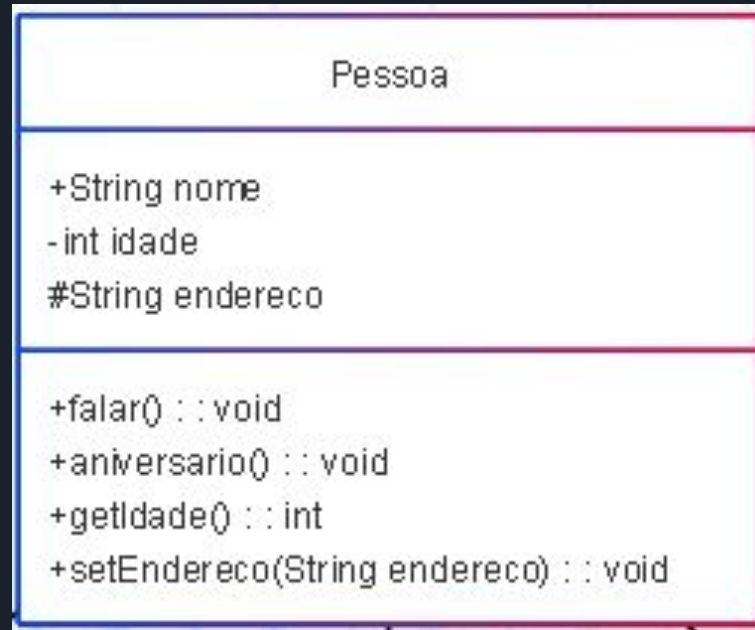 Pessoa
+String nome
-int idade
#String endereco
+falar() : : void
+aniversario() : : void
+getIdade() : : int
+setEndereco(String endereco) : : void